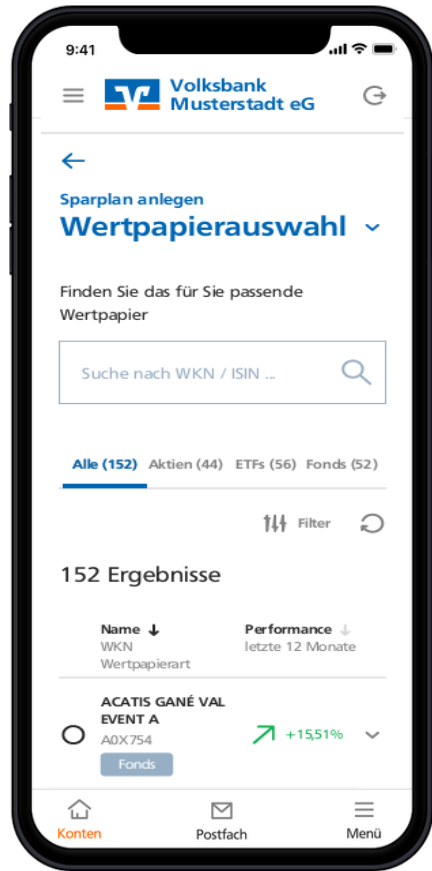 9:41
Volksbank
Musterstadt eG
Sparplan anlegen
Wertpapierauswahl
Finden Sie das für Sie passende
Wertpapier
Suche nach WKN / ISIN ...
Alle (152) Aktien (44) ETFs (56) Fonds (52)
Filter
152 Ergebnisse
Name ↓ Performance ↓
WKN letzte 12 Monate
Wertpapierart
ACATIS GANÉ VAL
EVENT A
A0X754
+15,51%
Fonds
Konten Postfach Menü